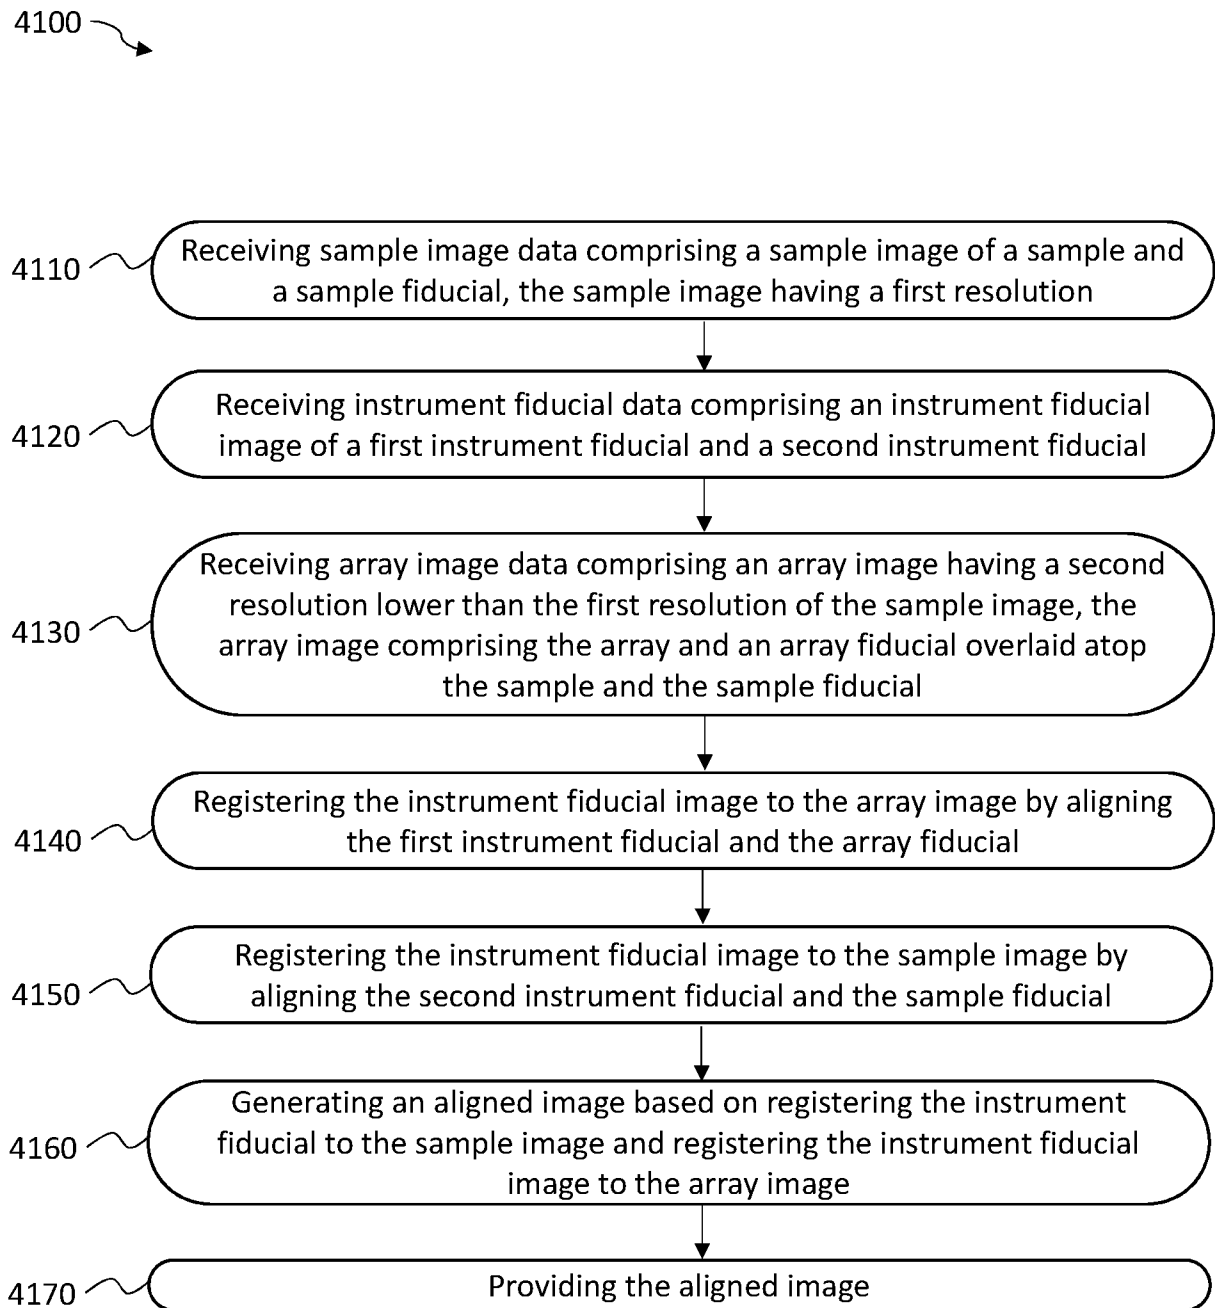 4100
4110
Receiving sample image data comprising a sample image of a sample and
a sample fiducial, the sample image having a first resolution
4120
Receiving instrument fiducial data comprising an instrument fiducial
image of a first instrument fiducial and a second instrument fiducial
4130
Receiving array image data comprising an array image having a second
resolution lower than the first resolution of the sample image, the
array image comprising the array and an array fiducial overlaid atop
the sample and the sample fiducial
4140
Registering the instrument fiducial image to the array image by aligning
the first instrument fiducial and the array fiducial
4150
Registering the instrument fiducial image to the sample image by
aligning the second instrument fiducial and the sample fiducial
4160
Generating an aligned image based on registering the instrument
fiducial to the sample image and registering the instrument fiducial
image to the array image
4170
Providing the aligned image